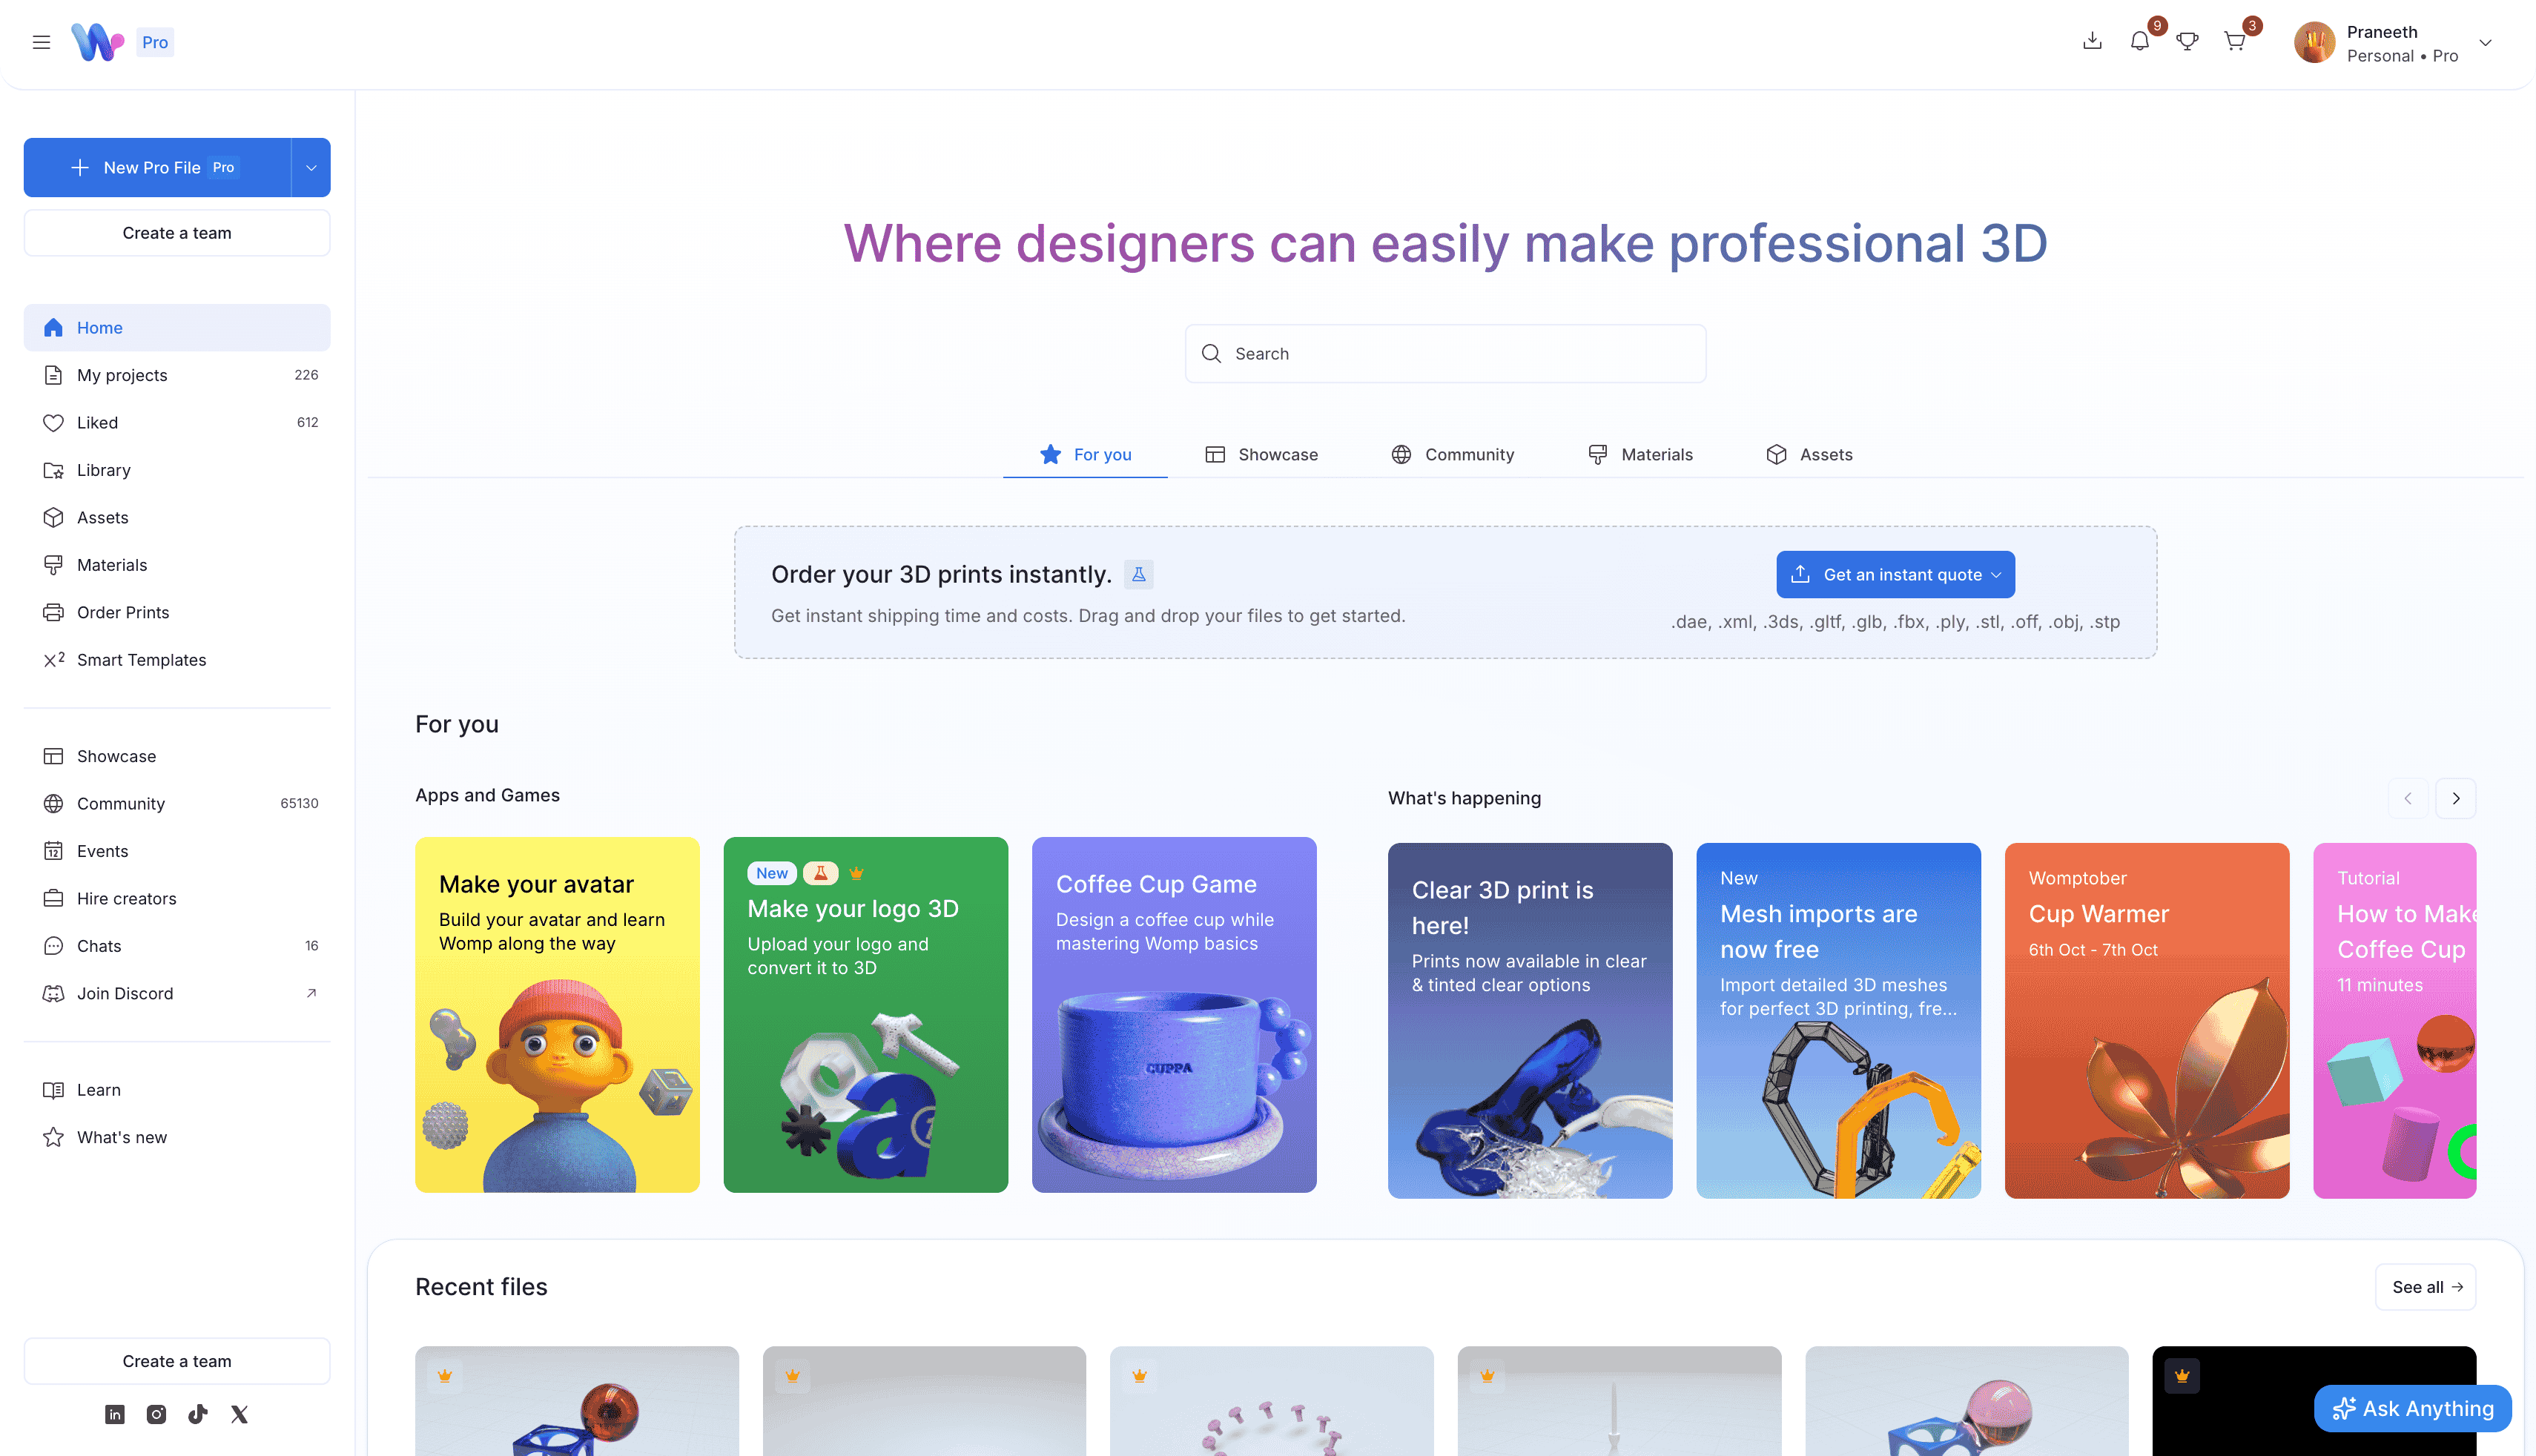 Pro
9
3
Praneeth
Personal • Pro
New Pro File Pro
Create a team
Home
My projects 226
Liked 612
Library
Assets
Materials
Order Prints
Smart Templates
Showcase
Community 65130
Events
Hire creators
Chats 16
Join Discord
Learn
What's new
Create a team
Where designers can easily make professional 3D
Search
For you
Showcase
Community
Materials
Assets
Order your 3D prints instantly.
Get instant shipping time and costs. Drag and drop your files to get started.
Get an instant quote
.dae, .xml, .3ds, .gltf, .glb, .fbx, .ply, .stl, .off, .obj, .stp
For you
Apps and Games
Make your avatar
Build your avatar and learn
Womp along the way
New
Make your logo 3D
Upload your logo and
convert it to 3D
Coffee Cup Game
Design a coffee cup while
mastering Womp basics
CUPPA
What's happening
Clear 3D print is
here!
Prints now available in clear
& tinted clear options
New
Mesh imports are
now free
Import detailed 3D meshes
for perfect 3D printing, fre...
Womptober
Cup Warmer
6th Oct - 7th Oct
Tutorial
How to Make
Coffee Cup
11 minutes
Recent files
See all
Ask Anything